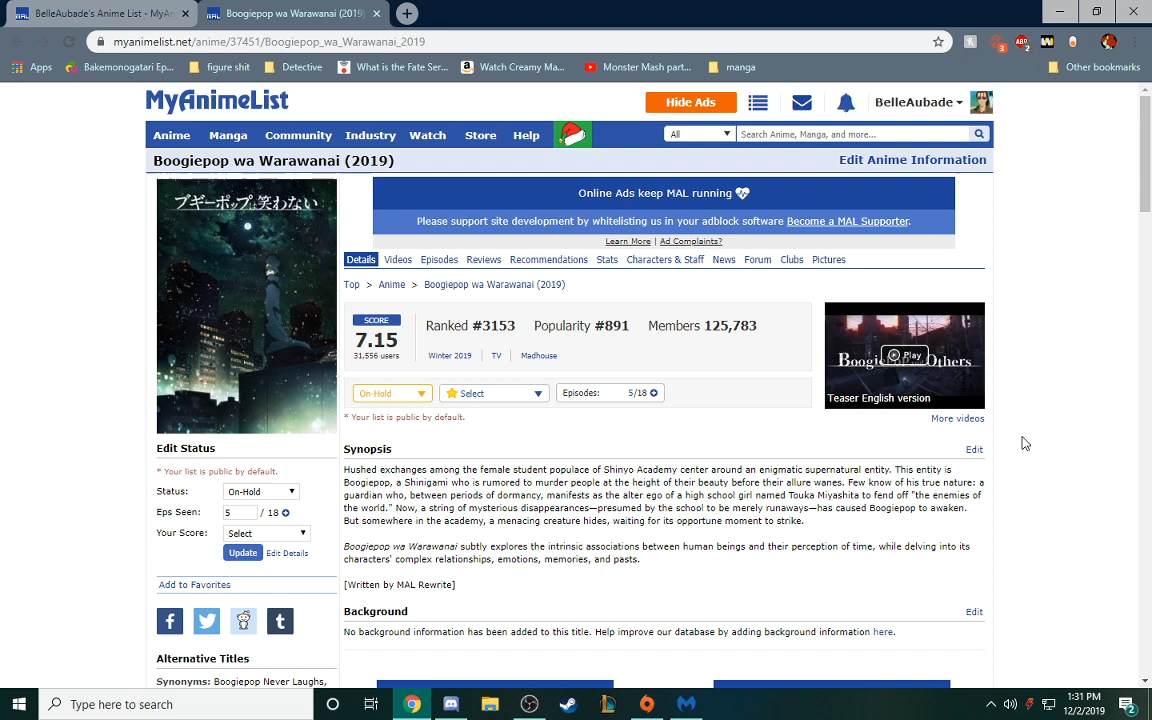 BelleAubade's Anime List - MyAn
Boogiepop wa Warawanai (2019)
myanimelist.net/anime/37451/Boogiepop_wa_Warawanai_2019
Apps
Bakemonogatari Ep...
figure shit
Detective
What is the Fate Ser...
Watch Creamy Ma...
Monster Mash part...
manga
Other bookmarks
MyAnimeList
Hide Ads
BelleAubade
Anime Manga Community Industry Watch Store Help
All
Search Anime, Manga, and more...
Boogiepop wa Warawanai (2019)
Edit Anime Information
ブギーポップは笑わない
Online Ads keep MAL running
Please support site development by whitelisting us in your adblock software Become a MAL Supporter.
Learn More | Ad Complaints?
Details Videos Episodes Reviews Recommendations Stats Characters & Staff News Forum Clubs Pictures
Top > Anime > Boogiepop wa Warawanai (2019)
SCORE
7.15
31,556 users
Ranked #3153 Popularity #891 Members 125,783
Winter 2019 | TV | Madhouse
On-Hold
Select
Episodes: 5/18
* Your list is public by default.
Boogiepop and Others
Play
Teaser English version
More videos
Edit Status
* Your list is public by default.
Status: On-Hold
Eps Seen: 5 / 18
Your Score: Select
Update Edit Details
Add to Favorites
Alternative Titles
Synonyms: Boogiepop Never Laughs,
Synopsis
Edit
Hushed exchanges among the female student populace of Shinyo Academy center around an enigmatic supernatural entity. This entity is
Boogiepop, a Shinigami who is rumored to murder people at the height of their beauty before their allure wanes. Few know of his true nature: a
guardian who, between periods of dormancy, manifests as the alter ego of a high school girl named Touka Miyashita to fend off "the enemies of
the world." Now, a string of mysterious disappearances—presumed by the school to be merely runaways—has caused Boogiepop to awaken.
But somewhere in the academy, a menacing creature hides, waiting for its opportune moment to strike.
Boogiepop wa Warawanai subtly explores the intrinsic associations between human beings and their perception of time, while delving into its
characters' complex relationships, emotions, memories, and pasts.
[Written by MAL Rewrite]
Background
Edit
No background information has been added to this title. Help improve our database by adding background information here.
Type here to search
1:31 PM
12/2/2019
2